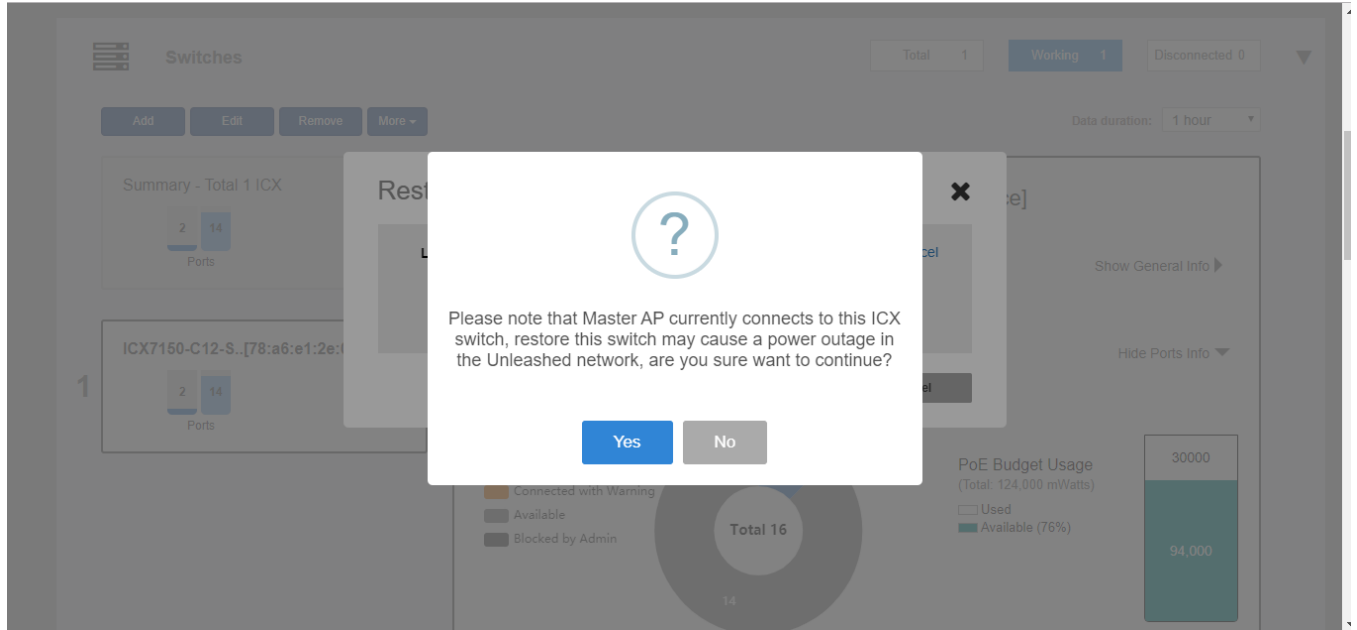 Switches
Total 1
Working 1
Disconnected 0
Add
Edit
Remove
More
Data duration:
1 hour
Summary - Total 1 ICX
2
14
Ports
Rest
?
Please note that Master AP currently connects to this ICX
switch, restore this switch may cause a power outage in
the Unleashed network, are you sure want to continue?
Yes
No
Show General Info
ICX7150-C12-S..[78:a6:e1:2e:
1
2
14
Ports
Hide Ports Info
Connected with Warning
Available
Blocked by Admin
Total 16
14
PoE Budget Usage
(Total: 124,000 mWatts)
Used
Available (76%)
30000
94,000